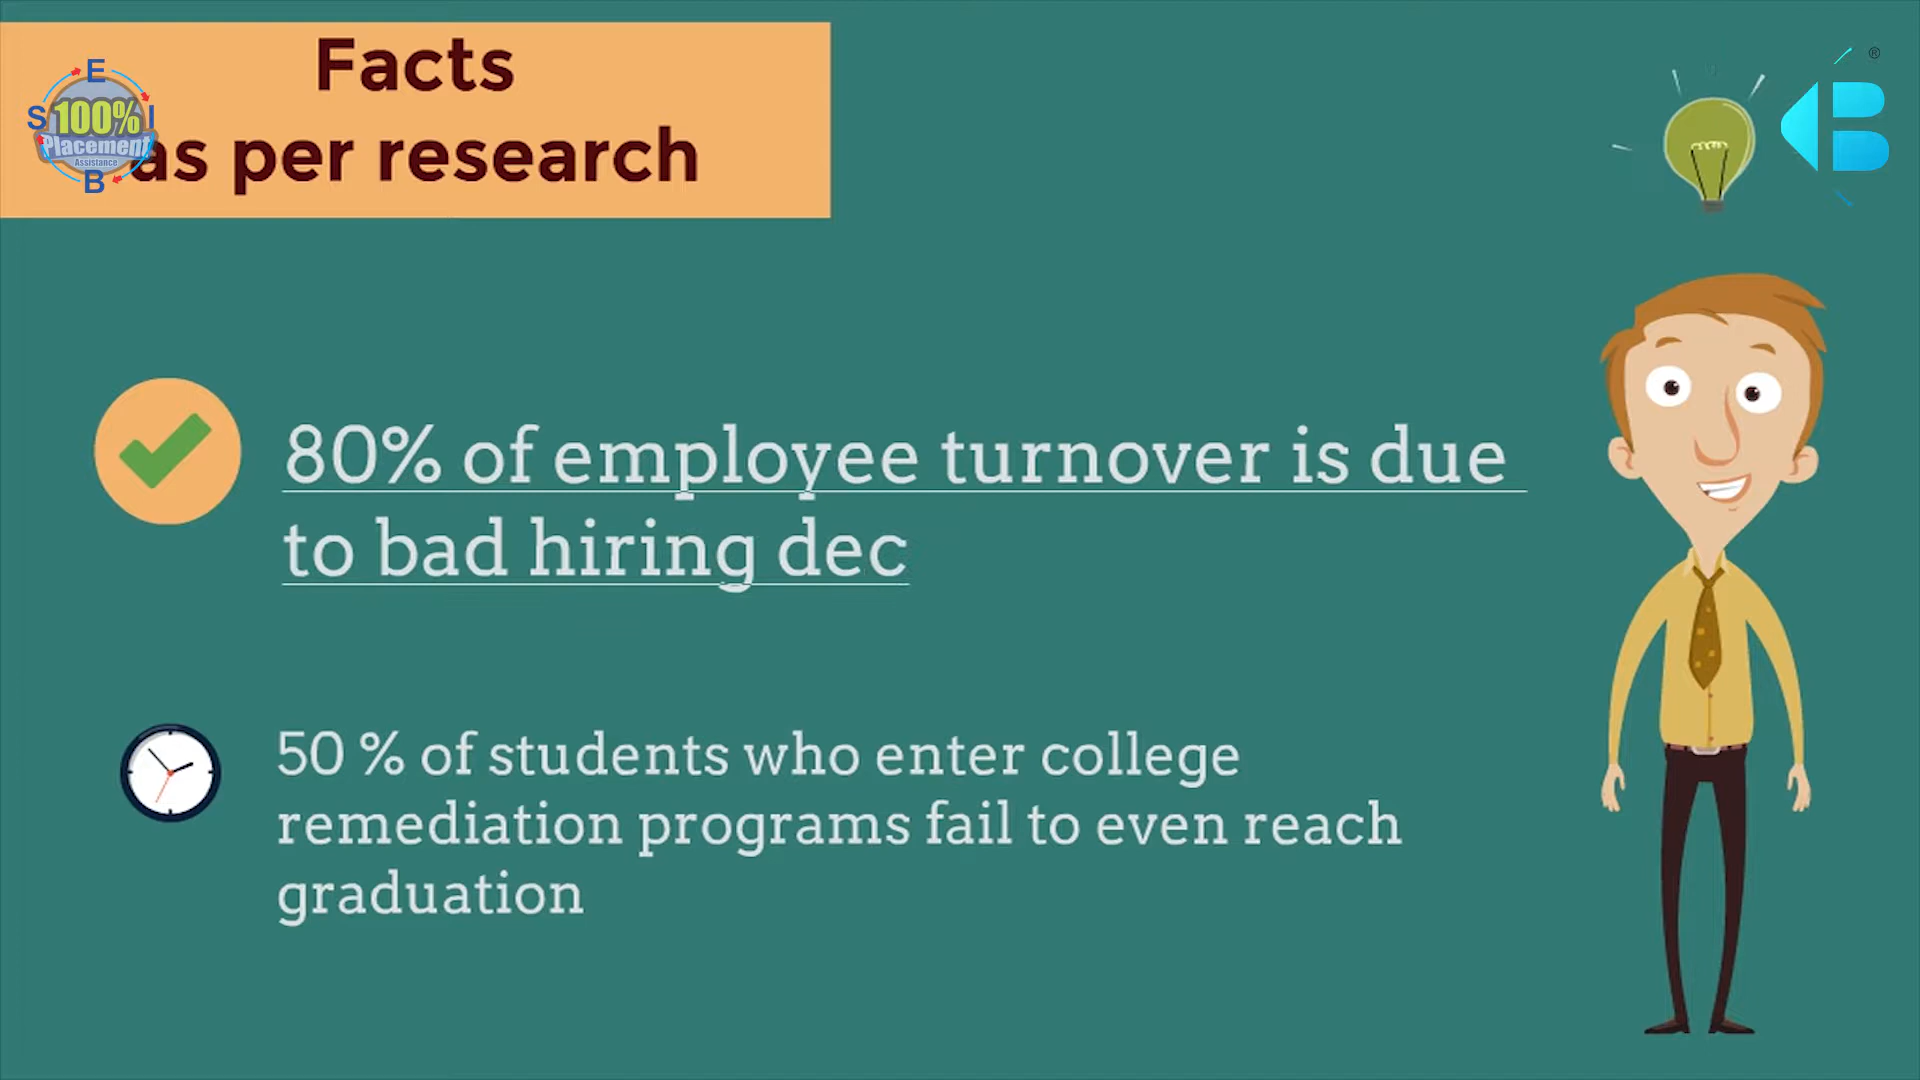 Facts
as per research
E
S 100% I
Placement
Assistance
B
®
B
80% of employee turnover is due
to bad hiring dec
50 % of students who enter college
remediation programs fail to even reach
graduation